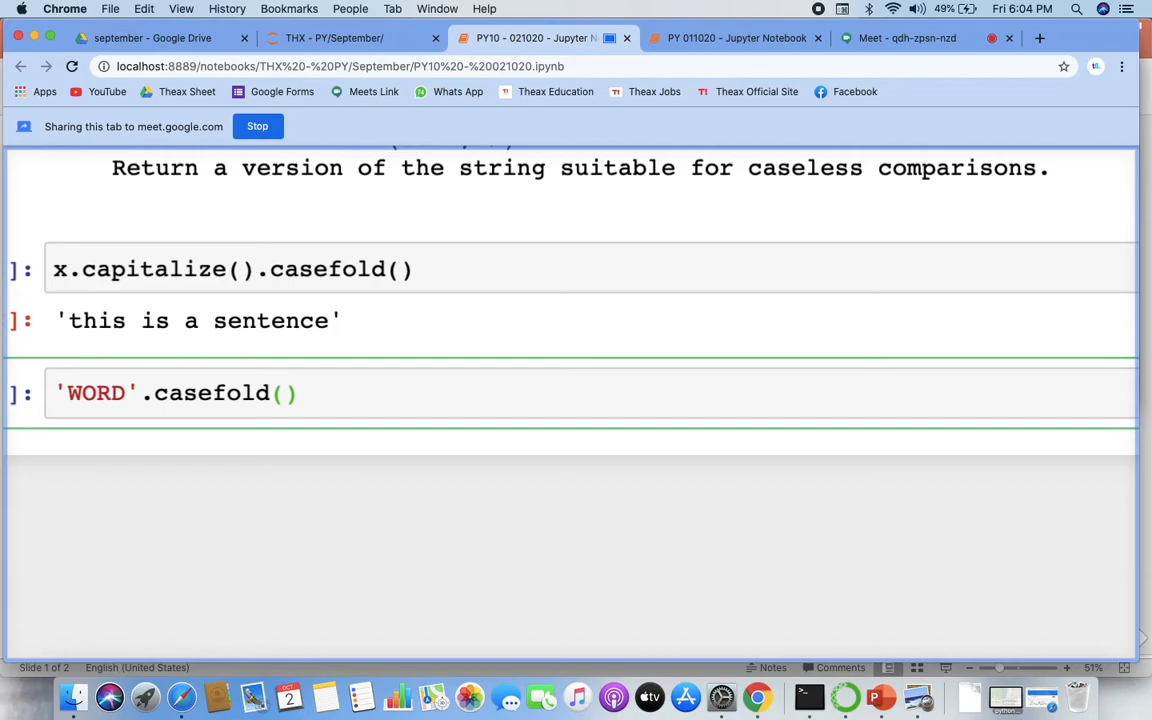 Chrome File Edit View History Bookmarks People Tab Window Help 49% Fri 6:04 PM
september - Google Drive THX - PY/September/ PY10 - 021020 - Jupyter N PY 011020 - Jupyter Notebook Meet - qdh-zpsn-nzd
localhost:8889/notebooks/THX%20-%20PY/September/PY10%20-%20021020.ipynb
Apps YouTube Theax Sheet Google Forms Meets Link Whats App Theax Education Theax Jobs Theax Official Site Facebook
Sharing this tab to meet.google.com Stop
Return a version of the string suitable for caseless comparisons.
]: x.capitalize().casefold()
]: 'this is a sentence'
]: 'WORD'.casefold()
Slide 1 of 2 English (United States) Notes Comments 51%